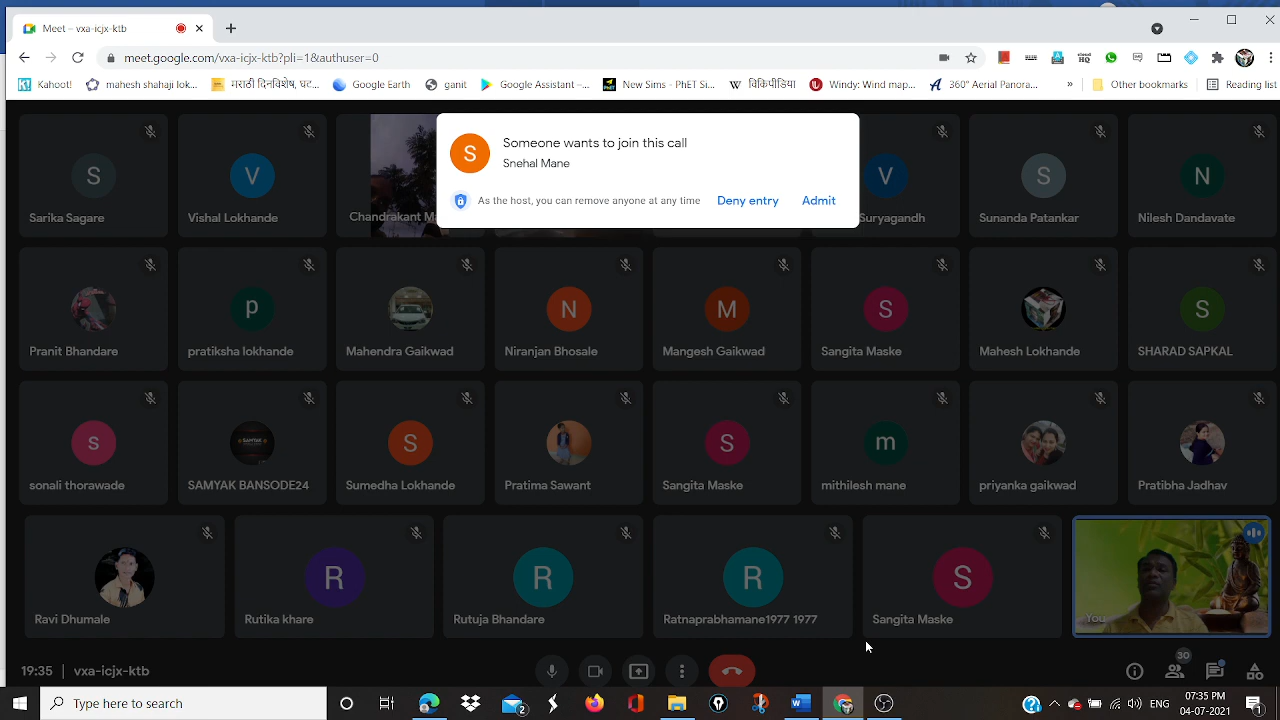 Meet – vxa-icjx-ktb
meet.google.com/vxa-icjx-ktb?pli=1&authuser=0
Kahoot!
mahesh shahaji lok...
Google Earth
ganit
Google Assistant –...
New Sims - PhET Si...
विकिपीडिया
Windy: Wind map...
360° Aerial Panora...
»
Other bookmarks
Reading list
Someone wants to join this call
Snehal Mane
As the host, you can remove anyone at any time
Deny entry
Admit
S
Sarika Sagare
V
Vishal Lokhande
Chandrakant
V
Suryagandh
S
Sunanda Patankar
N
Nilesh Dandavate
Pranit Bhandare
p
pratiksha lokhande
Mahendra Gaikwad
N
Niranjan Bhosale
M
Mangesh Gaikwad
S
Sangita Maske
Mahesh Lokhande
S
SHARAD SAPKAL
s
sonali thorawade
SAMYAK
SAMYAK BANSODE24
S
Sumedha Lokhande
Pratima Sawant
S
Sangita Maske
m
mithilesh mane
priyanka gaikwad
Pratibha Jadhav
Ravi Dhumale
R
Rutika khare
R
Rutuja Bhandare
R
Ratnaprabhamane1977 1977
S
Sangita Maske
You
19:35 | vxa-icjx-ktb
30
Type here to search
ENG
07:35 PM
04-07-2021